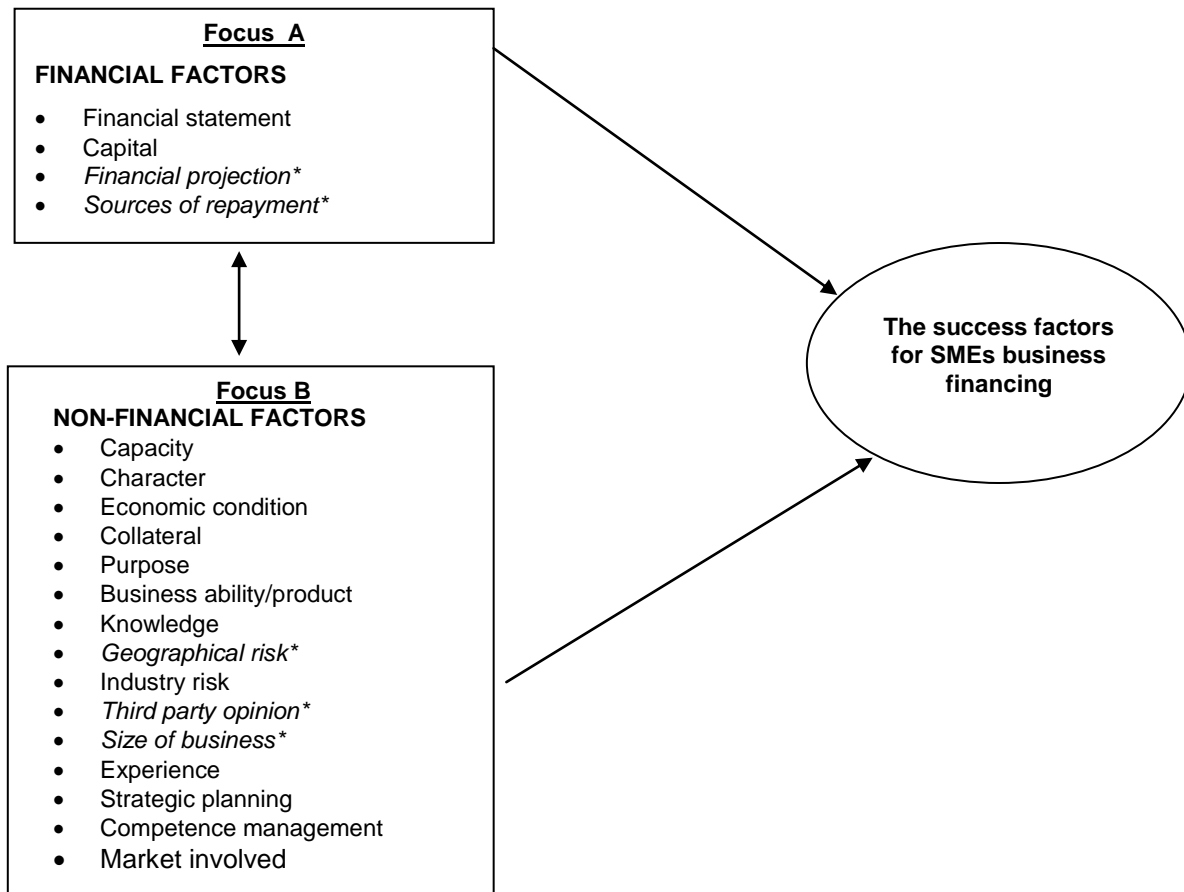 Focus A
FINANCIAL FACTORS
• Financial statement
• Capital
• Financial projection*
• Sources of repayment*
The success factors
for SMEs business
financing
Focus B
NON-FINANCIAL FACTORS
• Capacity
• Character
• Economic condition
• Collateral
• Purpose
• Business ability/product
• Knowledge
• Geographical risk*
• Industry risk
• Third party opinion*
• Size of business*
• Experience
• Strategic planning
• Competence management
• Market involved